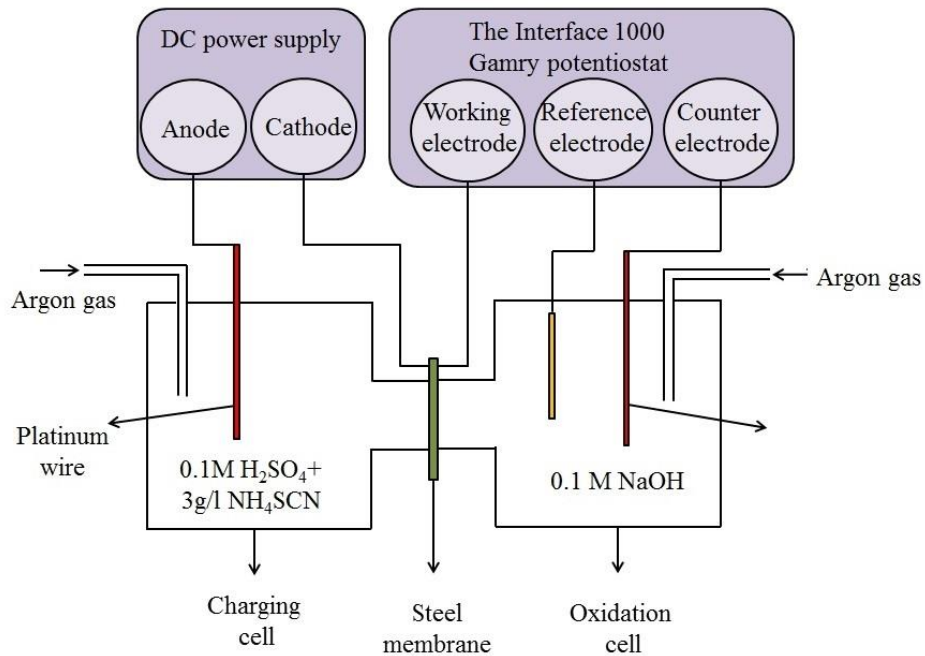 DC power supply
Anode
Cathode
The Interface 1000
Gamry potentiostat
Working
electrode
Reference
electrode
Counter
electrode
Argon gas
Argon gas
Platinum
wire
0.1M H₂SO₄+
3g/l NH₄SCN
0.1 M NaOH
Charging
cell
Steel
membrane
Oxidation
cell